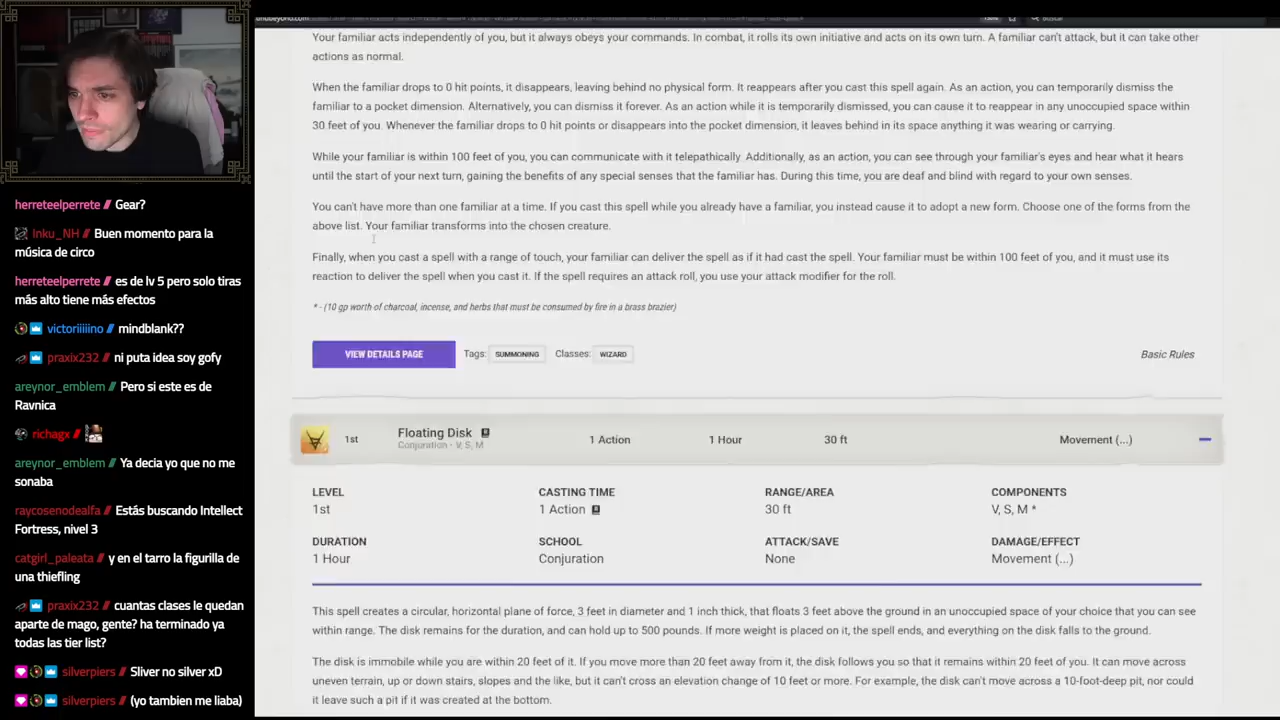 herreteelperrete // Gear?
Inku_NH // Buen momento para la
música de circo
herreteelperrete // es de lv 5 pero solo tiras
más alto tiene más efectos
victoriiiiino // mindblank??
praxix232 // ni puta idea soy gofy
areynor_emblem // Pero si este es de
Ravnica
richagx //
areynor_emblem // Ya decia yo que no me
sonaba
raycosenodealfa // Estás buscando Intellect
Fortress, nivel 3
catgirl_paleata // y en el tarro la figurilla de
una thiefling
praxix232 // cuantas clases le quedan
aparte de mago, gente? ha terminado ya
todas las tier list?
silverpiers // Sliver no silver xD
silverpiers // (yo tambien me liaba)
Your familiar acts independently of you, but it always obeys your commands. In combat, it rolls its own initiative and acts on its own turn. A familiar can't attack, but it can take other
actions as normal.
When the familiar drops to 0 hit points, it disappears, leaving behind no physical form. It reappears after you cast this spell again. As an action, you can temporarily dismiss the
familiar to a pocket dimension. Alternatively, you can dismiss it forever. As an action while it is temporarily dismissed, you can cause it to reappear in any unoccupied space within
30 feet of you. Whenever the familiar drops to 0 hit points or disappears into the pocket dimension, it leaves behind in its space anything it was wearing or carrying.
While your familiar is within 100 feet of you, you can communicate with it telepathically. Additionally, as an action, you can see through your familiar's eyes and hear what it hears
until the start of your next turn, gaining the benefits of any special senses that the familiar has. During this time, you are deaf and blind with regard to your own senses.
You can't have more than one familiar at a time. If you cast this spell while you already have a familiar, you instead cause it to adopt a new form. Choose one of the forms from the
above list. Your familiar transforms into the chosen creature.
Finally, when you cast a spell with a range of touch, your familiar can deliver the spell as if it had cast the spell. Your familiar must be within 100 feet of you, and it must use its
reaction to deliver the spell when you cast it. If the spell requires an attack roll, you use your attack modifier for the roll.
* - (10 gp worth of charcoal, incense, and herbs that must be consumed by fire in a brass brazier)
VIEW DETAILS PAGE Tags: SUMMONING Classes: WIZARD Basic Rules
1st Floating Disk 1 Action 1 Hour 30 ft Movement (...)
Conjuration • V, S, M
LEVEL CASTING TIME RANGE/AREA COMPONENTS
1st 1 Action 30 ft V, S, M *
DURATION SCHOOL ATTACK/SAVE DAMAGE/EFFECT
1 Hour Conjuration None Movement (...)
This spell creates a circular, horizontal plane of force, 3 feet in diameter and 1 inch thick, that floats 3 feet above the ground in an unoccupied space of your choice that you can see
within range. The disk remains for the duration, and can hold up to 500 pounds. If more weight is placed on it, the spell ends, and everything on the disk falls to the ground.
The disk is immobile while you are within 20 feet of it. If you move more than 20 feet away from it, the disk follows you so that it remains within 20 feet of you. It can move across
uneven terrain, up or down stairs, slopes and the like, but it can't cross an elevation change of 10 feet or more. For example, the disk can't move across a 10-foot-deep pit, nor could
it leave such a pit if it was created at the bottom.